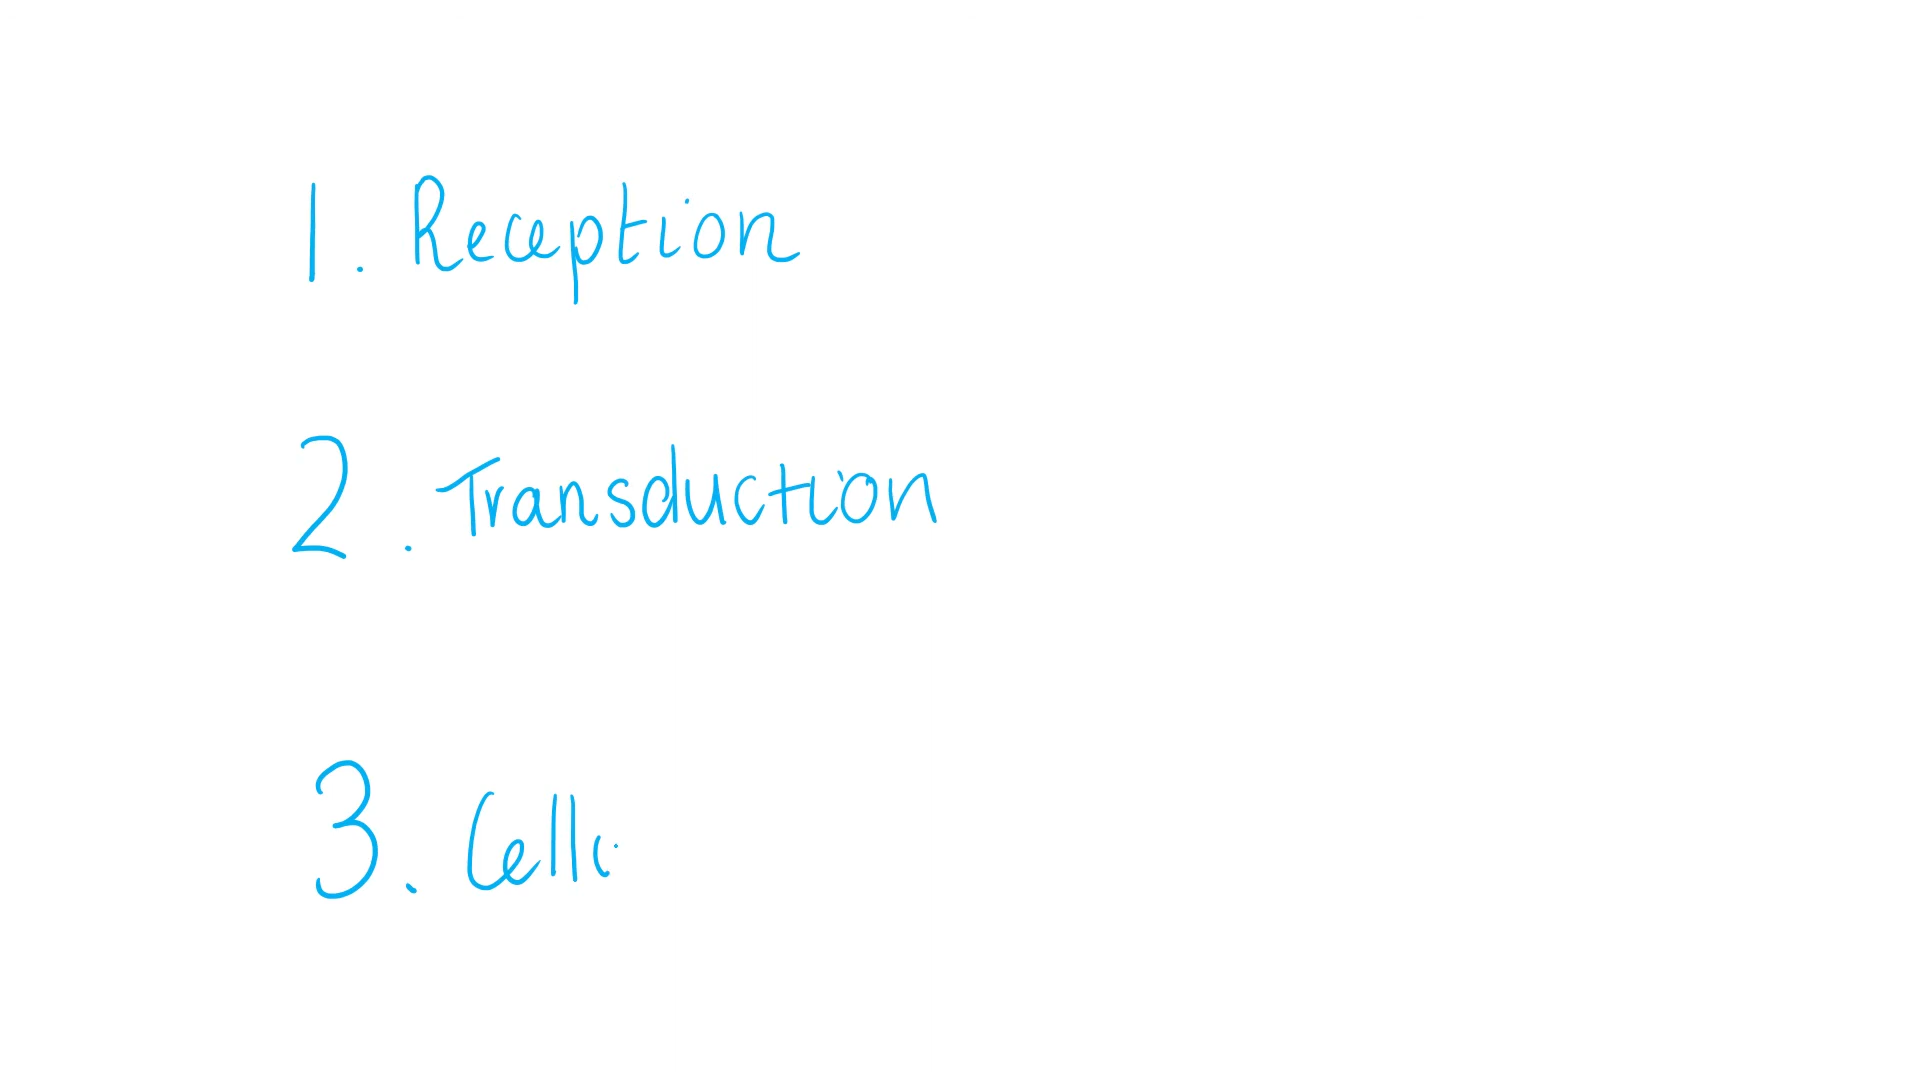 1. Reception
2. Transduction
3. Cell